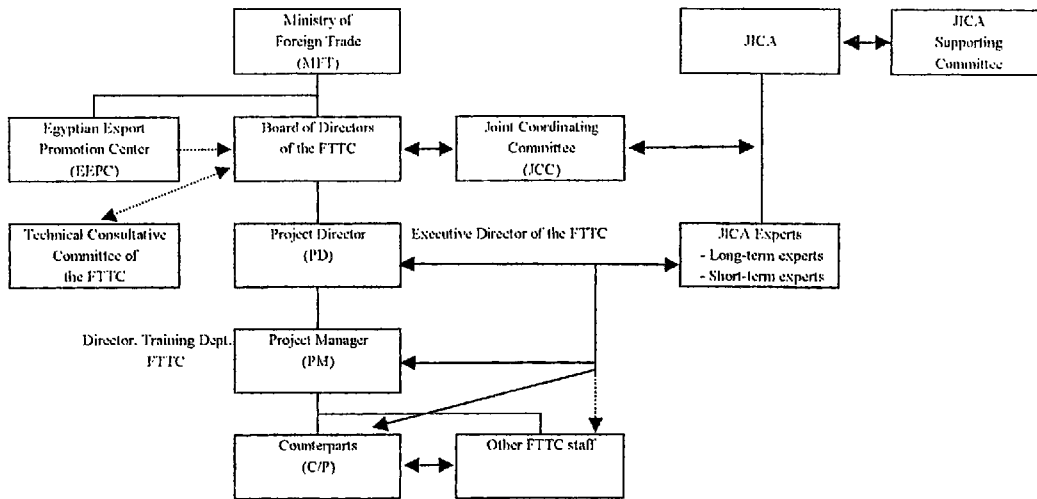 Ministry of
Foreign Trade
(MFT)
JICA
JICA
Supporting
Committee
Egyptian Export
Promotion Center
(EEPC)
Board of Directors
of the FTTC
Joint Coordinating
Committee
(JCC)
Technical Consultative
Committee of
the FTTC
Project Director
(PD)
Executive Director of the FTTC
JICA Experts
- Long-term experts
- Short-term experts
Director, Training Dept.
FTTC
Project Manager
(PM)
Counterparts
(C/P)
Other FTTC staff